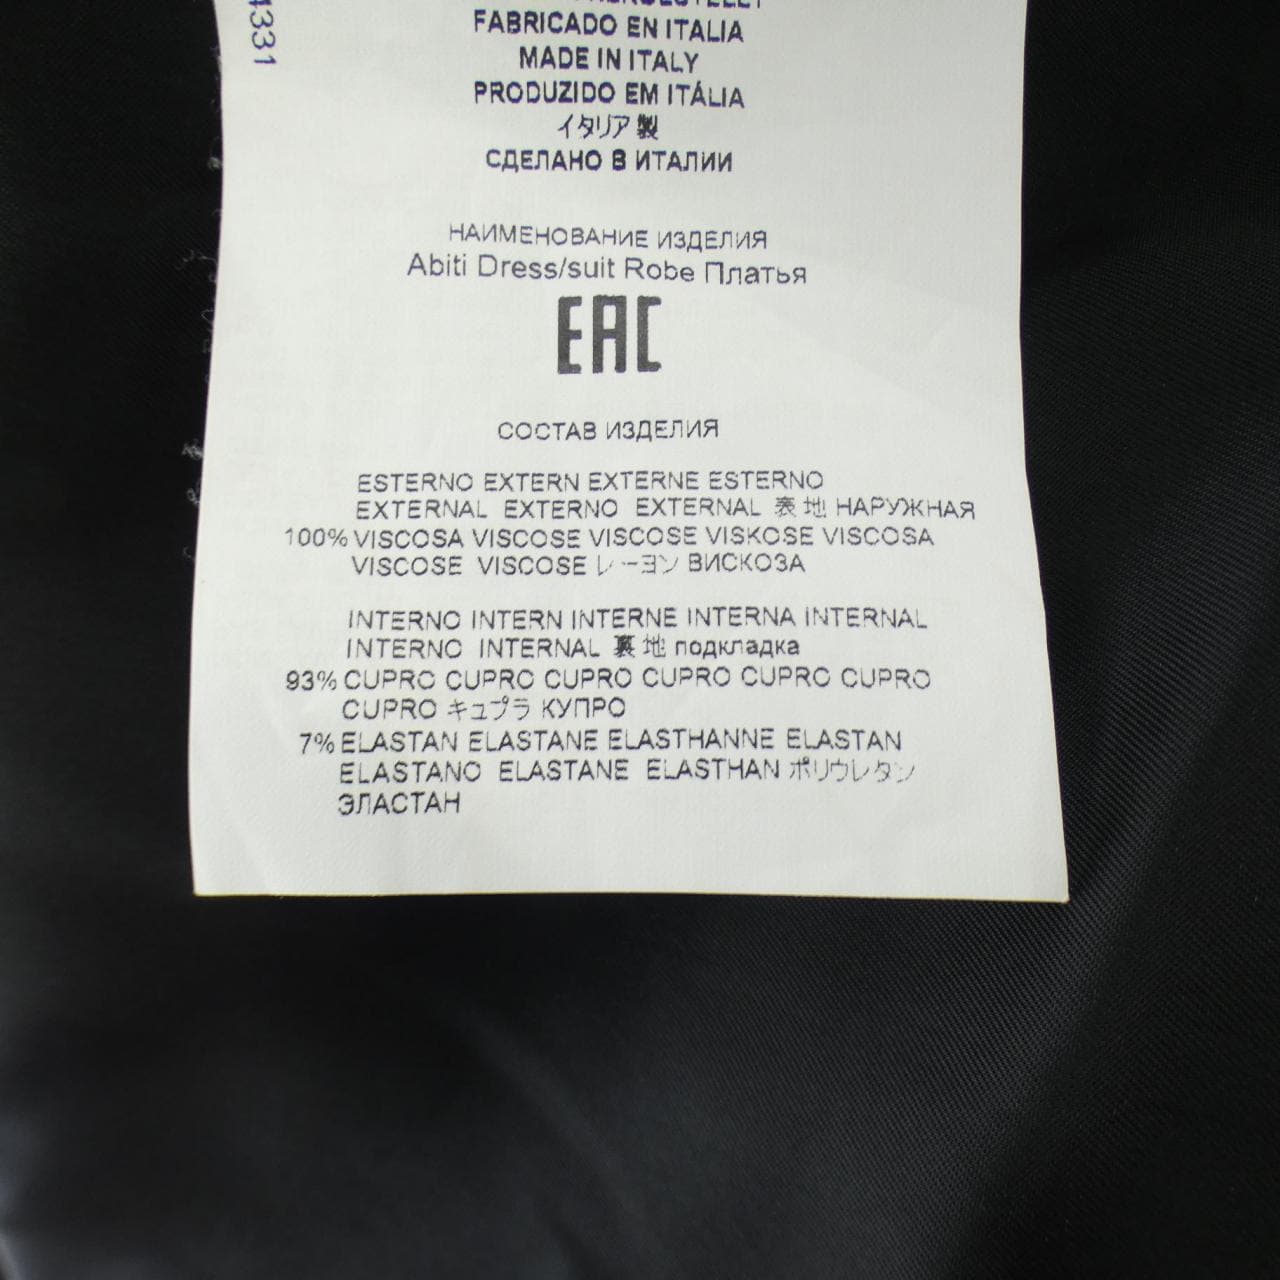 4331
FABRICADO EN ITALIA
MADE IN ITALY
PRODUZIDO EM ITÁLIA
イタリア製
СДЕЛАНО В ИТАЛИИ
НАИМЕНОВАНИЕ ИЗДЕЛИЯ
Abiti Dress/suit Robe Платья
EAC
СОСТАВ ИЗДЕЛИЯ
ESTERNO EXTERN EXTERNE ESTERNO
EXTERNAL EXTERNO EXTERNAL 表地 НАРУЖНАЯ
100% VISCOSA VISCOSE VISCOSE VISKOSE VISCOSA
VISCOSE VISCOSE レーヨン ВИСКОЗА
INTERNO INTERN INTERNE INTERNA INTERNAL
INTERNO INTERNAL 裏地 подкладка
93% CUPRO CUPRO CUPRO CUPRO CUPRO CUPRO
CUPRO キュプラ КУПРО
7% ELASTAN ELASTANE ELASTHANNE ELASTAN
ELASTANO ELASTANE ELASTHAN ポリウレタン
ЭЛАСТАН